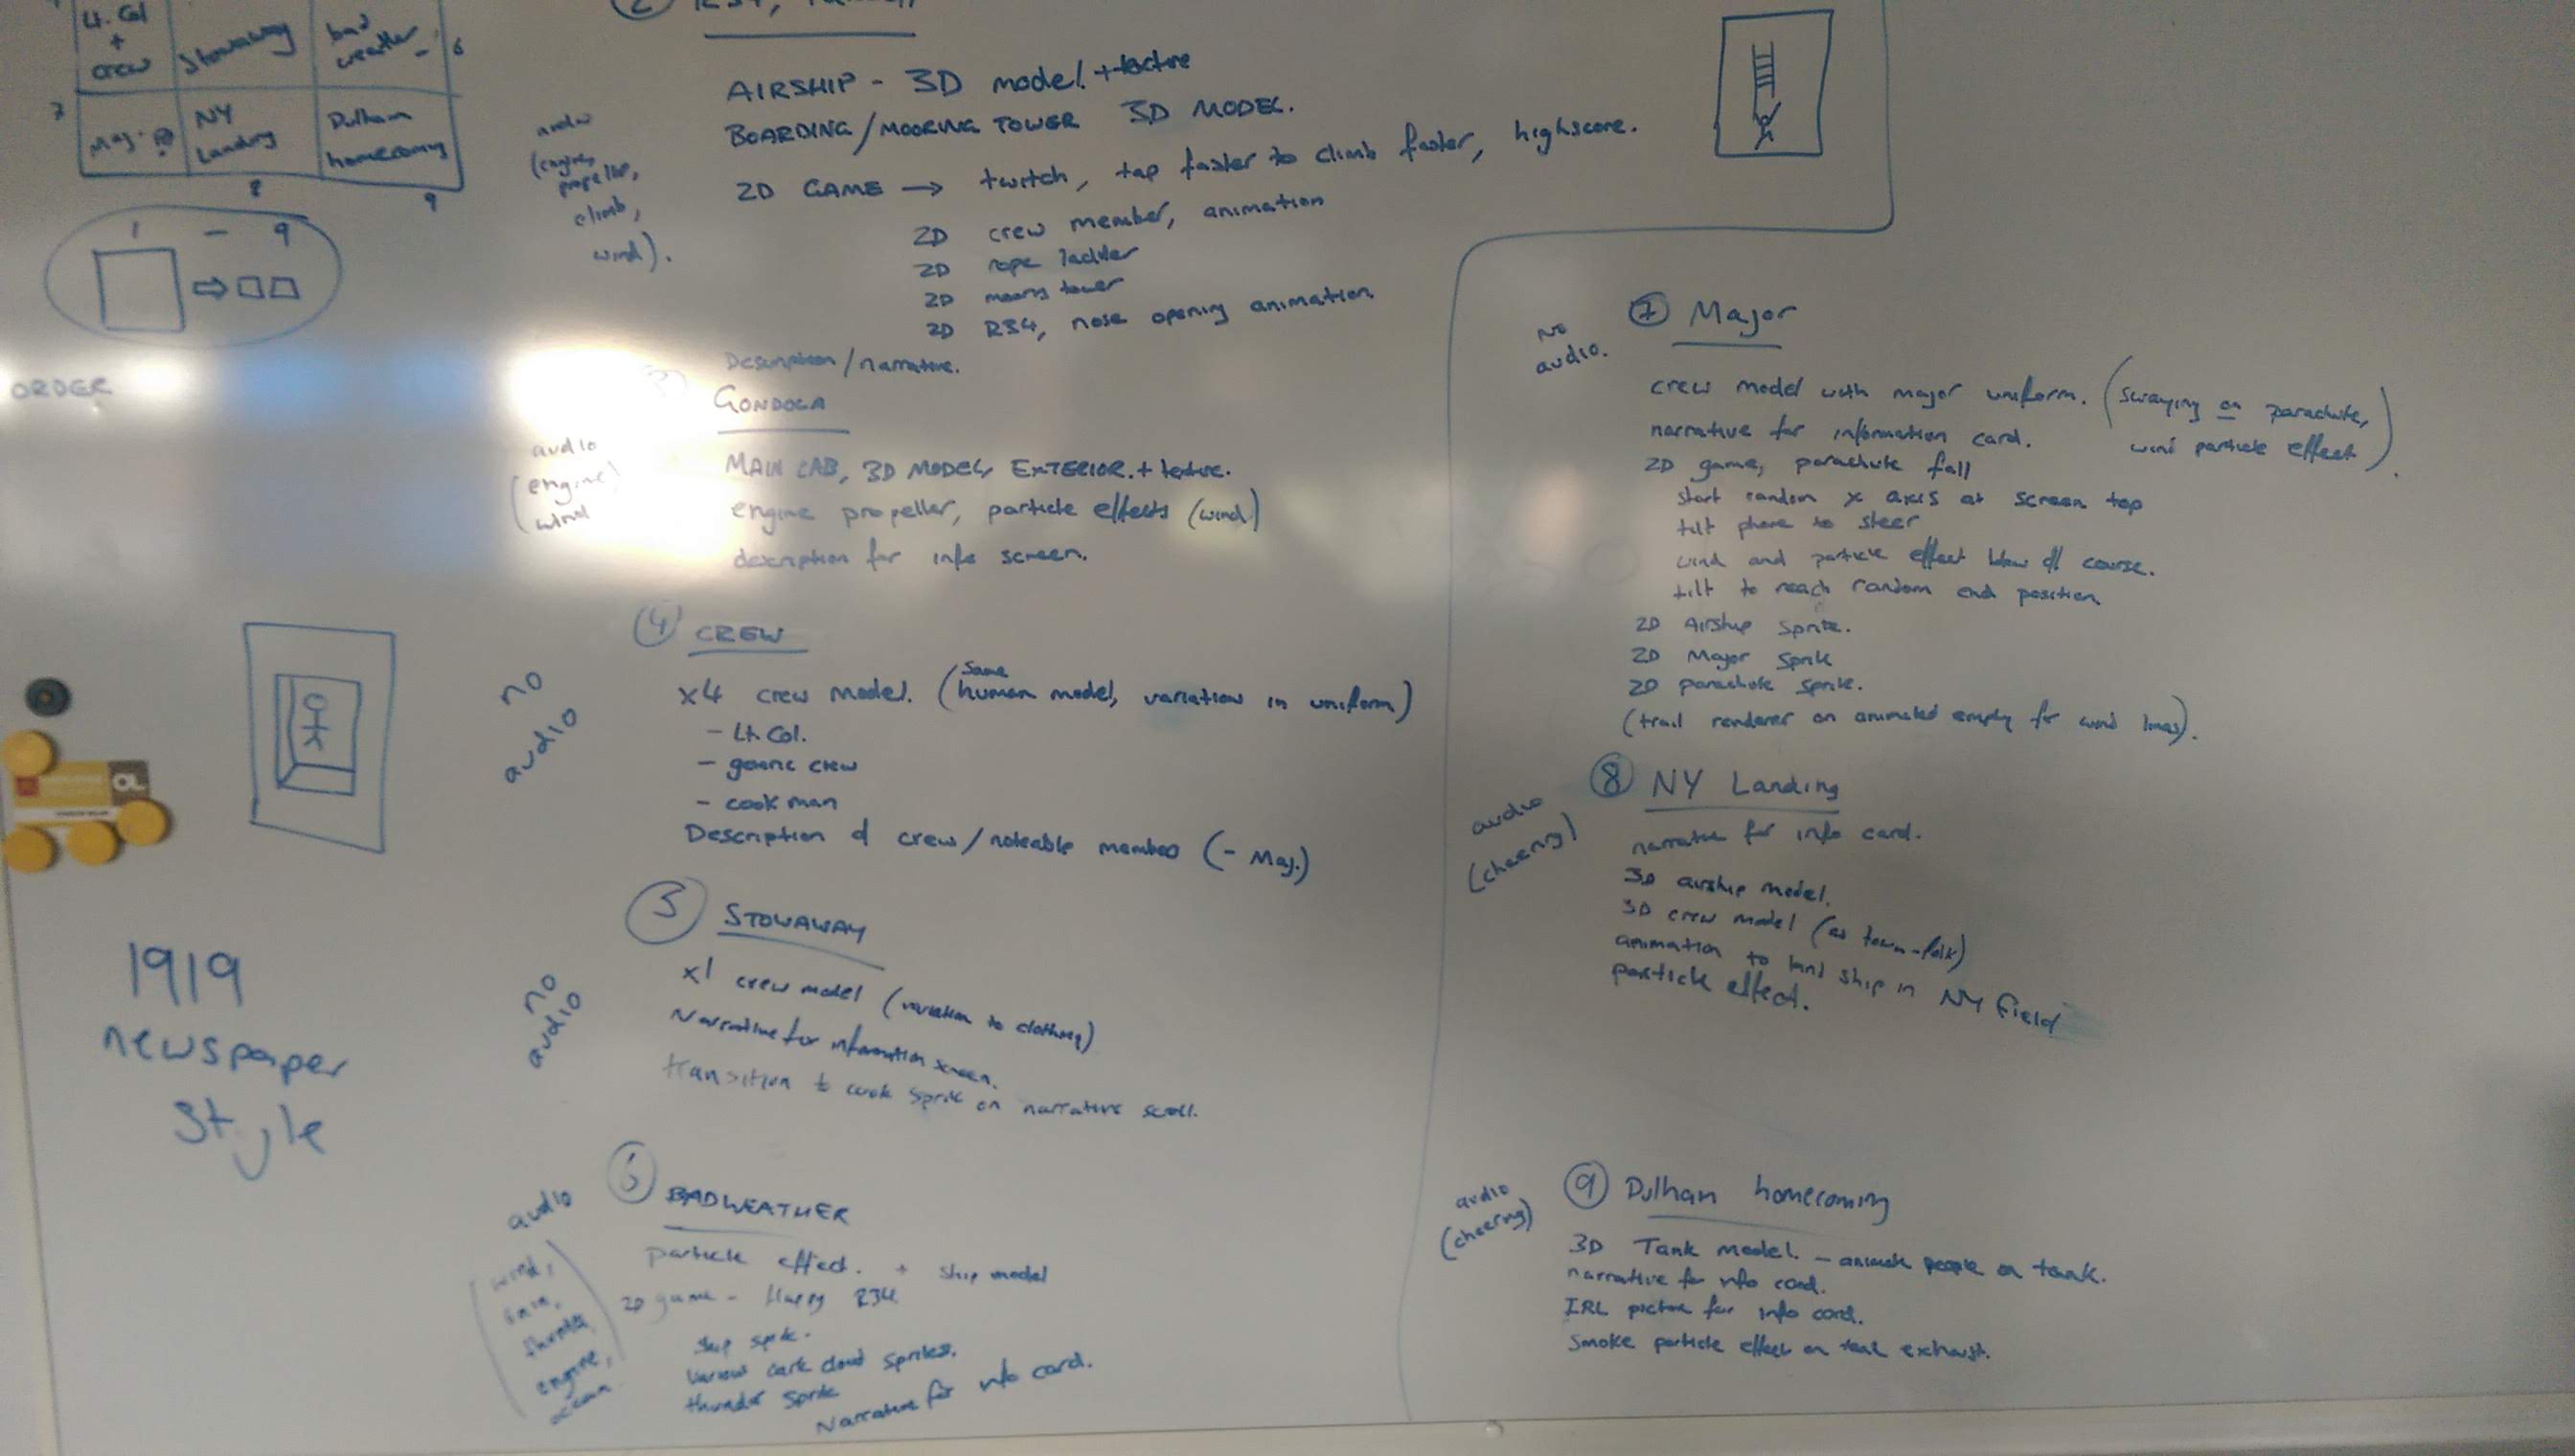 Lt. Col
+
crew
Stowaway
bad
weather
6
7
Maj.
NY
Landing
Pulham
homecoming
8
9
1 - 9
ORDER
1919
newspaper
style
2 R34,
audio
(engine,
propeller,
climb,
wind).
AIRSHIP - 3D model. + texture
BOARDING / MOORING TOWER 3D MODEL.
2D GAME → twitch, tap faster to climb faster, highscore.
2D crew member, animation
2D rope ladder
2D mooring tower
2D R34, nose opening animation.
Description / narrative.
GONDOLA
audio
(engine)
wind
MAIN CAB, 3D MODEL, EXTERIOR. + texture.
engine propeller, particle effects (wind)
description for info screen.
4 CREW
no
audio
x4 crew model. (same human model, variation in uniform)
- Lt. Col.
- generic crew
- cook man
Description of crew / noteable members (- Maj.)
5 STOWAWAY
no
audio
x1 crew model (variation to clothing)
Narrative for information screen.
transition to cook sprite on narrative scroll.
6 BAD WEATHER
audio
(wind,
rain,
thunder,
engine,
ocean
particle effect. + ship model
2D game - R34
ship sprite.
Various dark cloud sprites.
thunder sprite
Narrative for info card.
7 Major
No
audio.
crew model with major uniform. (swaying on parachute,
wind particle effect).
narrative for information card.
2D game, parachute fall
start random x axis at screen top
tilt phone to steer
wind and particle effect blow off course.
tilt to reach random end position
2D Airship sprite.
2D Major sprite
2D parachute sprite.
(trail renderer on animated empty for wind lines).
8 NY Landing
audio
(cheering)
narrative for info card.
3D airship model.
3D crew model (as town-folk)
animation to land ship in NY field
particle effect.
9 Pulham homecoming
audio
(cheering)
3D Tank model. - animate people on tank.
narrative for info card.
IRL picture for info card.
Smoke particle effect on tank exhaust.